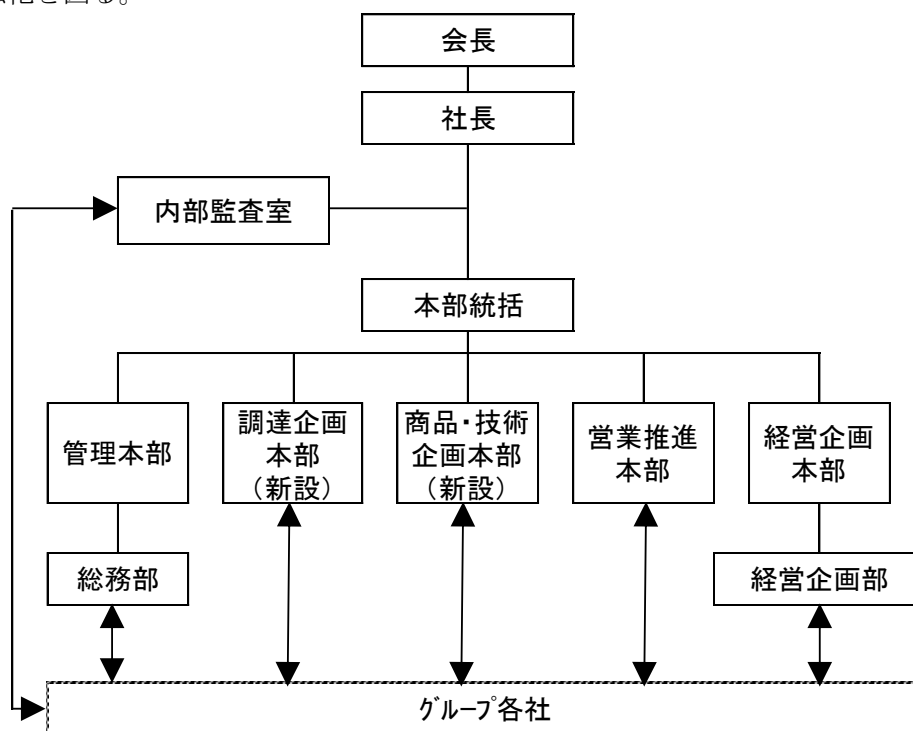 を図る。
会長
社長
内部監査室
本部統括
管理本部
調達企画
本部
（新設）
商品・技術
企画本部
（新設）
営業推進
本部
経営企画
本部
総務部
経営企画部
ｸﾞﾙｰﾌﾟ各社